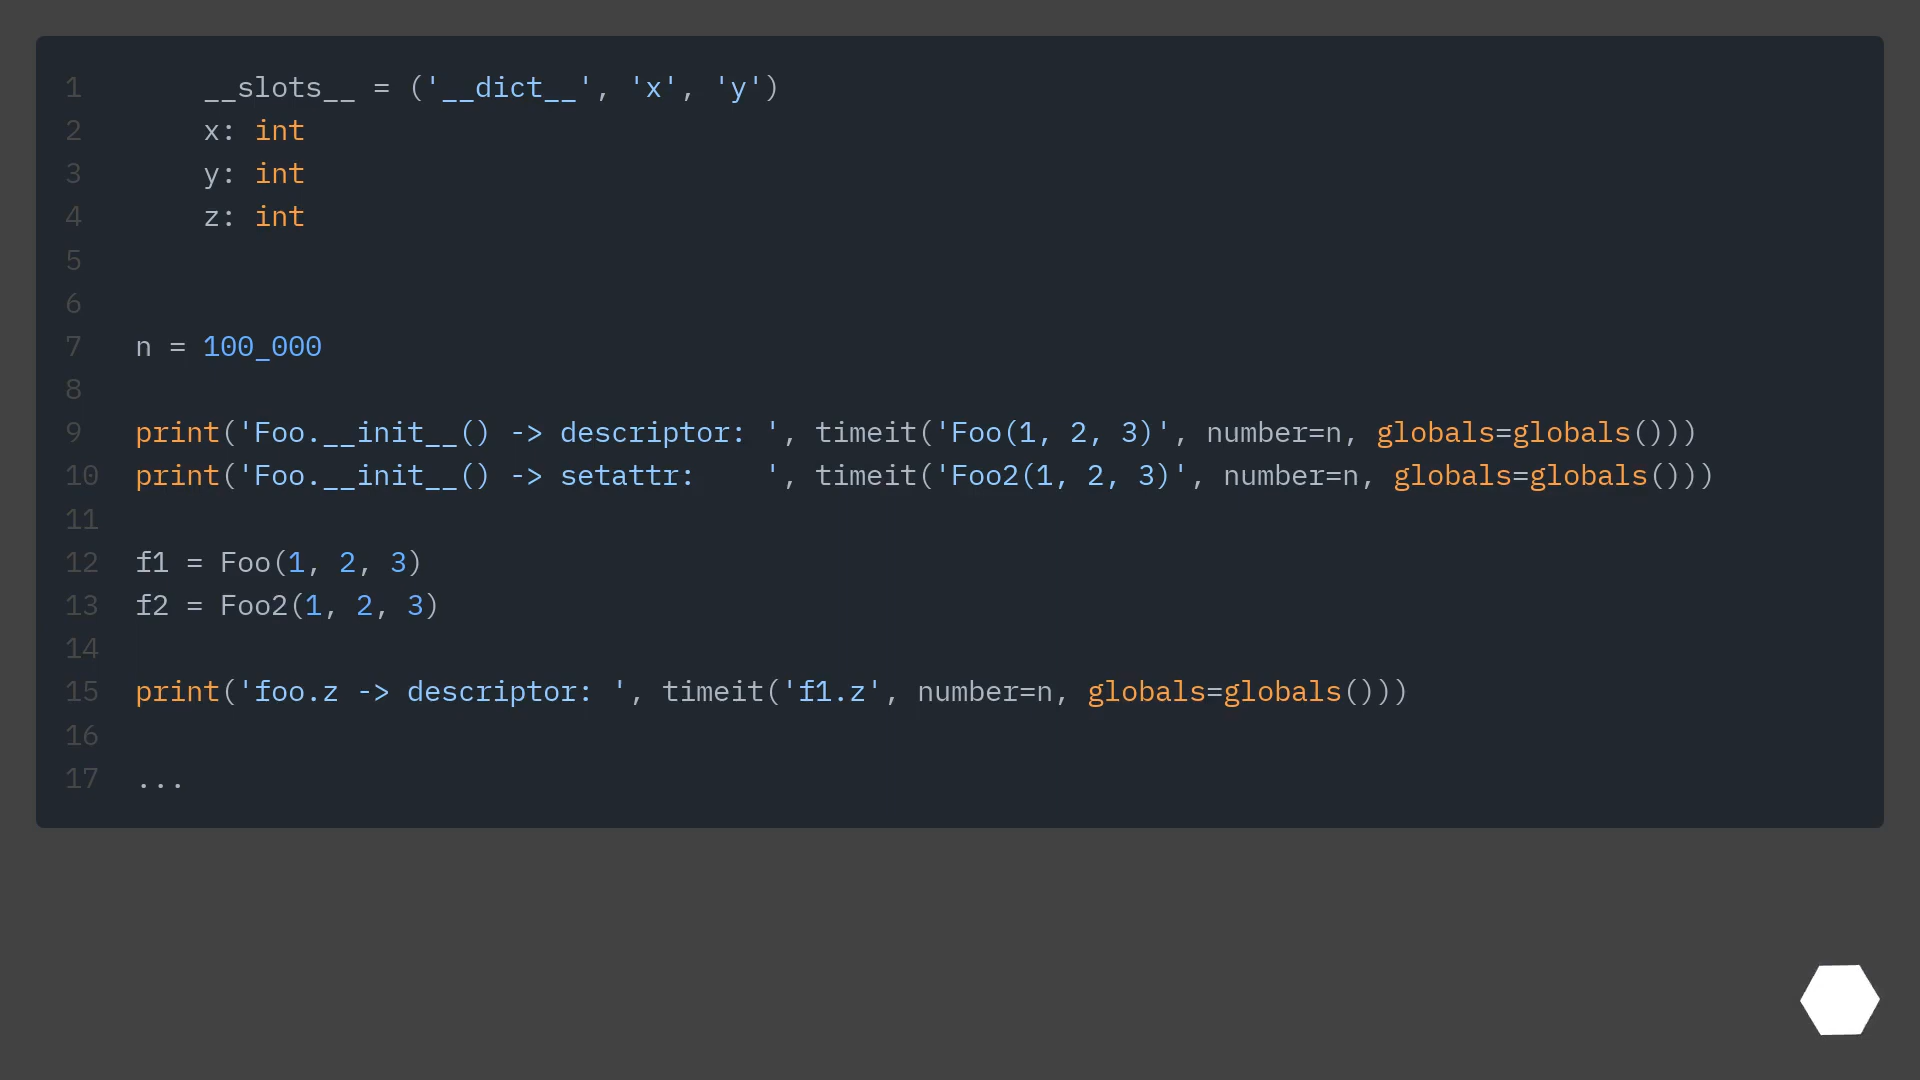 1 __slots__ = ('__dict__', 'x', 'y')
2 x: int
3 y: int
4 z: int
5
6
7 n = 100_000
8
9 print('Foo.__init__() -> descriptor: ', timeit('Foo(1, 2, 3)', number=n, globals=globals()))
10 print('Foo.__init__() -> setattr:    ', timeit('Foo2(1, 2, 3)', number=n, globals=globals()))
11
12 f1 = Foo(1, 2, 3)
13 f2 = Foo2(1, 2, 3)
14
15 print('foo.z -> descriptor: ', timeit('f1.z', number=n, globals=globals()))
16
17 ...